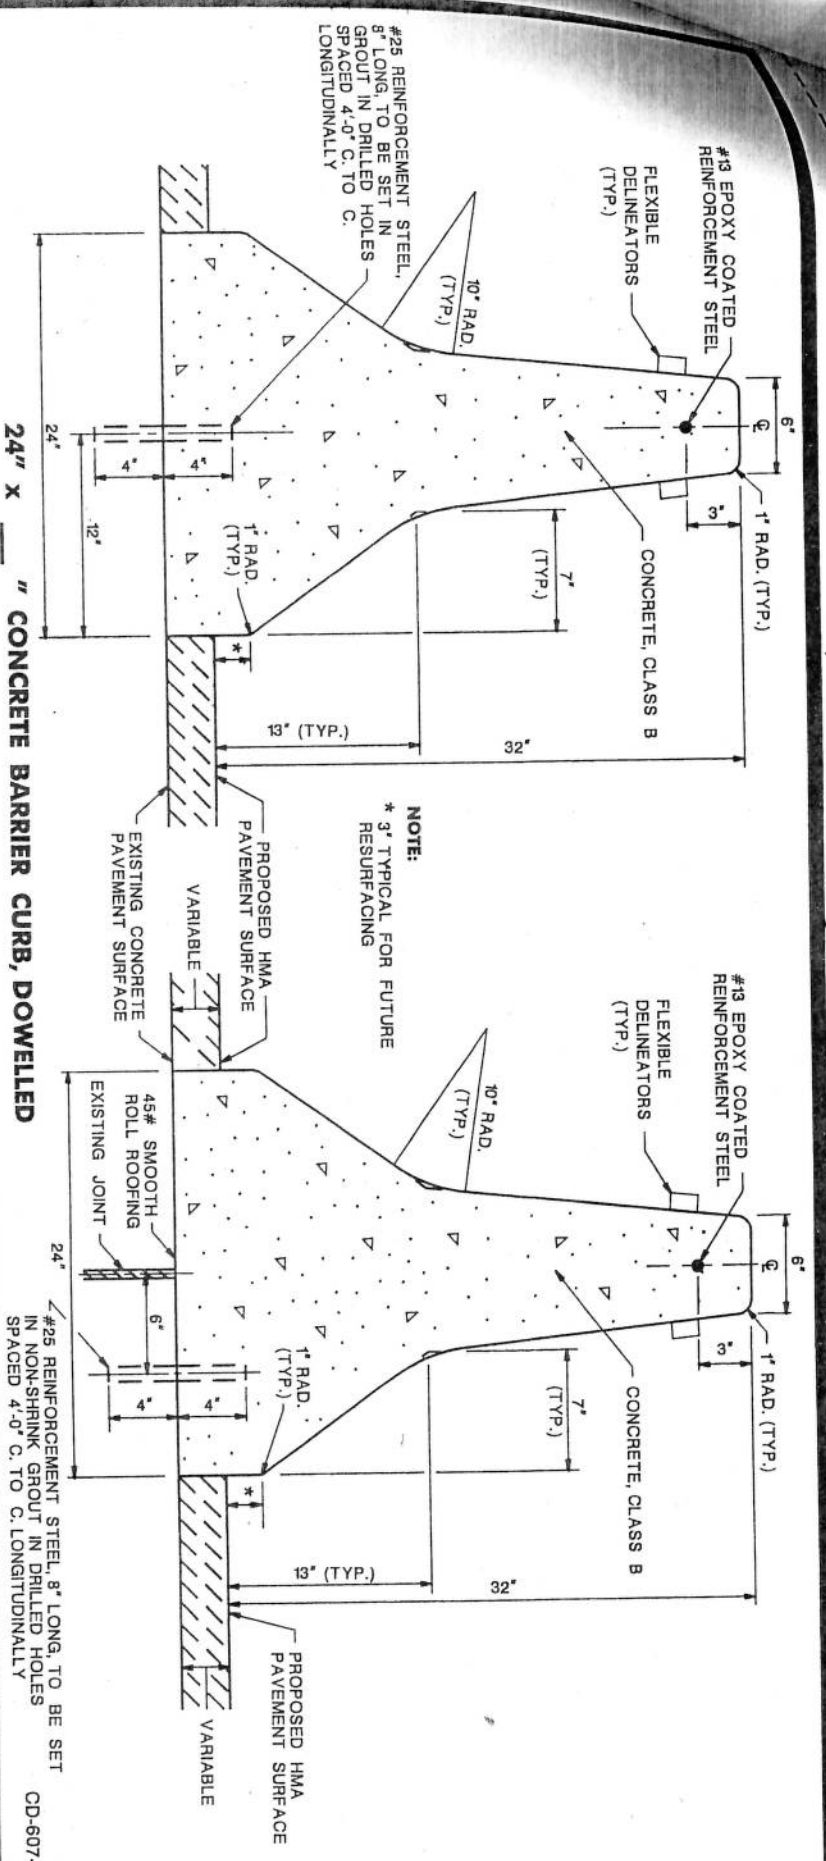 #13 EPOXY COATED
REINFORCEMENT STEEL
FLEXIBLE
DELINEATORS
(TYP.)
10" RAD.
(TYP.)
#25 REINFORCEMENT STEEL,
8" LONG, TO BE SET IN
GROUT IN DRILLED HOLES
SPACED 4'-0" C. TO C.
LONGITUDINALLY
6"
℄
3"
1" RAD. (TYP.)
CONCRETE, CLASS B
7"
(TYP.)
1" RAD.
(TYP.)
*
13" (TYP.)
32"
4"
4"
12"
24"
PROPOSED HMA
PAVEMENT SURFACE
EXISTING CONCRETE
PAVEMENT SURFACE
NOTE:
* 3" TYPICAL FOR FUTURE
RESURFACING
#13 EPOXY COATED
REINFORCEMENT STEEL
FLEXIBLE
DELINEATORS
(TYP.)
10" RAD.
(TYP.)
6"
℄
3"
1" RAD. (TYP.)
CONCRETE, CLASS B
7"
(TYP.)
1" RAD.
(TYP.)
*
13" (TYP.)
32"
VARIABLE
45# SMOOTH
ROLL ROOFING
EXISTING JOINT
6"
4"
4"
24"
PROPOSED HMA
PAVEMENT SURFACE
VARIABLE
#25 REINFORCEMENT STEEL, 8" LONG, TO BE SET
IN NON-SHRINK GROUT IN DRILLED HOLES
SPACED 4'-0" C. TO C. LONGITUDINALLY
24" x ___ " CONCRETE BARRIER CURB, DOWELLED
CD-607-